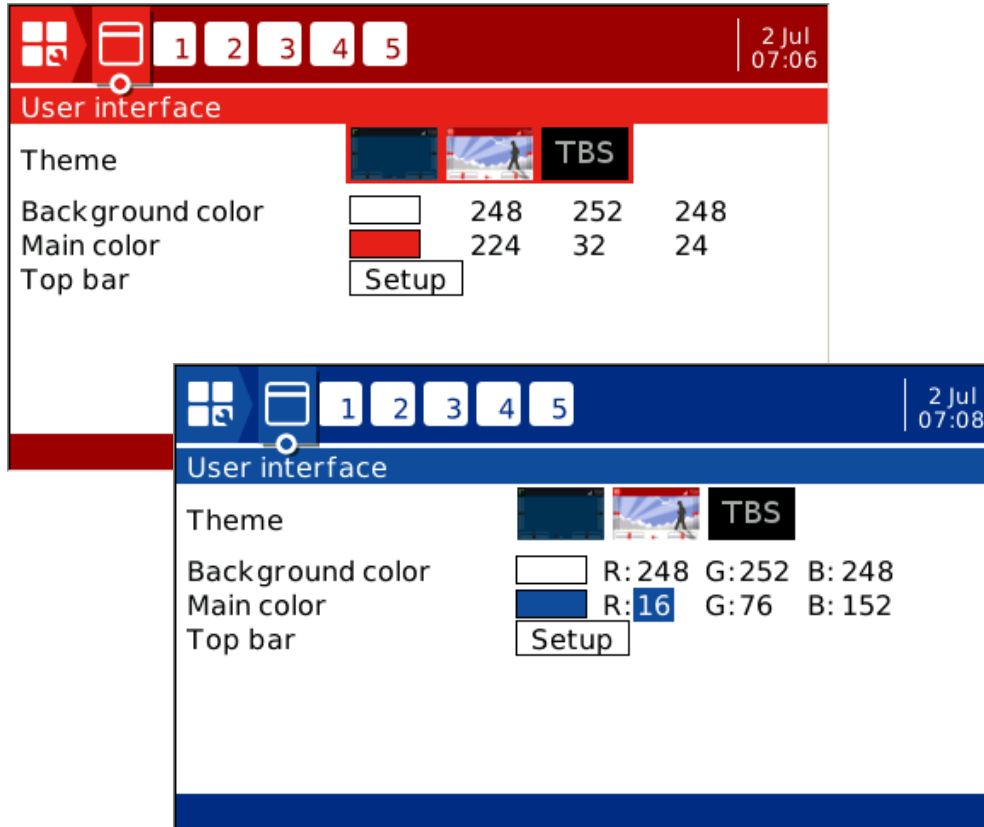 1 2 3 4 5
2 Jul
07:06
User interface
Theme TBS
Background color 248 252 248
Main color 224 32 24
Top bar Setup
1 2 3 4 5
2 Jul
07:08
User interface
Theme TBS
Background color R: 248 G: 252 B: 248
Main color R: 16 G: 76 B: 152
Top bar Setup